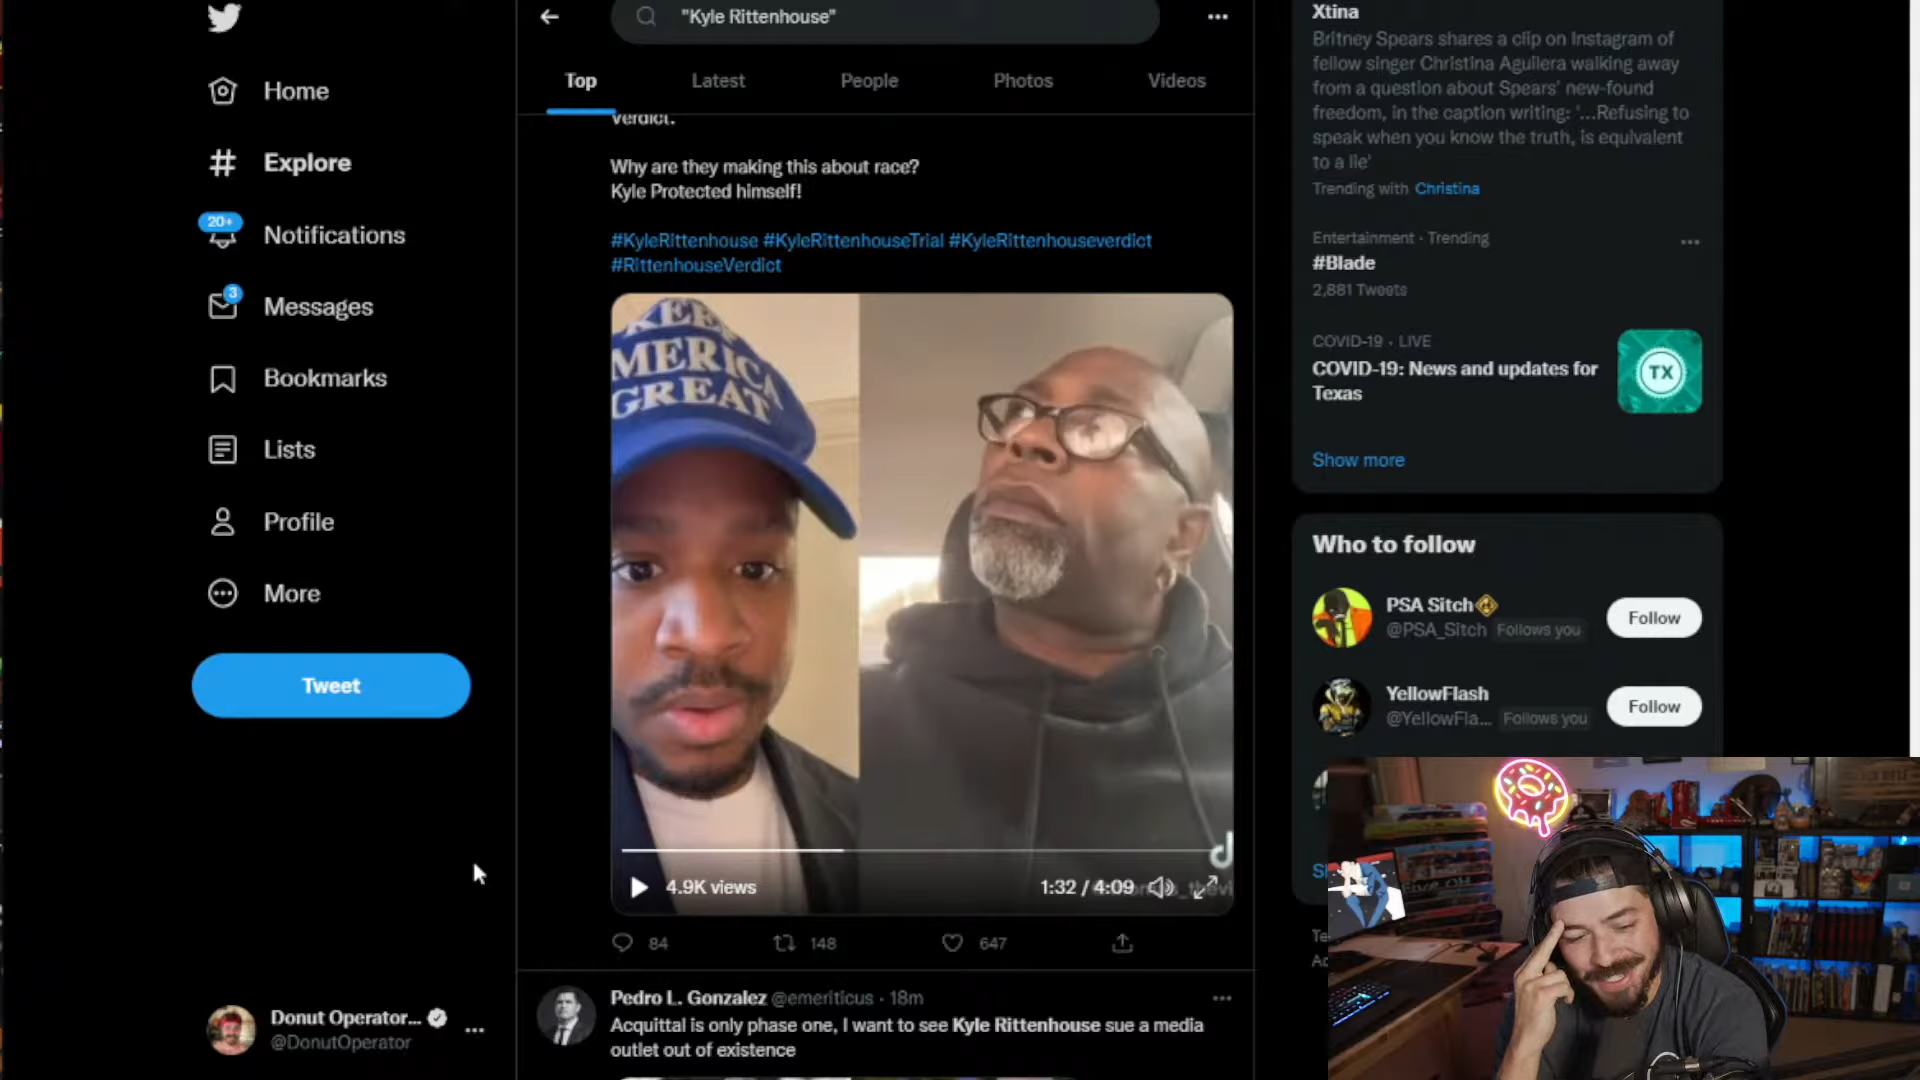 "Kyle Rittenhouse"
Top
Latest
People
Photos
Videos
Home
Explore
20+
Notifications
3
Messages
Bookmarks
Lists
Profile
More
Tweet
Donut Operator...
@DonutOperator
Verdict.
Why are they making this about race?
Kyle Protected himself!
#KyleRittenhouse #KyleRittenhouseTrial #KyleRittenhouseverdict
#RittenhouseVerdict
KEEP
MERICA
GREAT
4.9K views
1:32 / 4:09
84
148
647
Pedro L. Gonzalez @emeriticus · 18m
Acquittal is only phase one, I want to see Kyle Rittenhouse sue a media
outlet out of existence
Xtina
Britney Spears shares a clip on Instagram of
fellow singer Christina Aguilera walking away
from a question about Spears' new-found
freedom, in the caption writing: '...Refusing to
speak when you know the truth, is equivalent
to a lie'
Trending with Christina
Entertainment · Trending
#Blade
2,881 Tweets
COVID-19 · LIVE
COVID-19: News and updates for
Texas
TX
Show more
Who to follow
PSA Sitch
@PSA_Sitch Follows you
Follow
YellowFlash
@YellowFla... Follows you
Follow